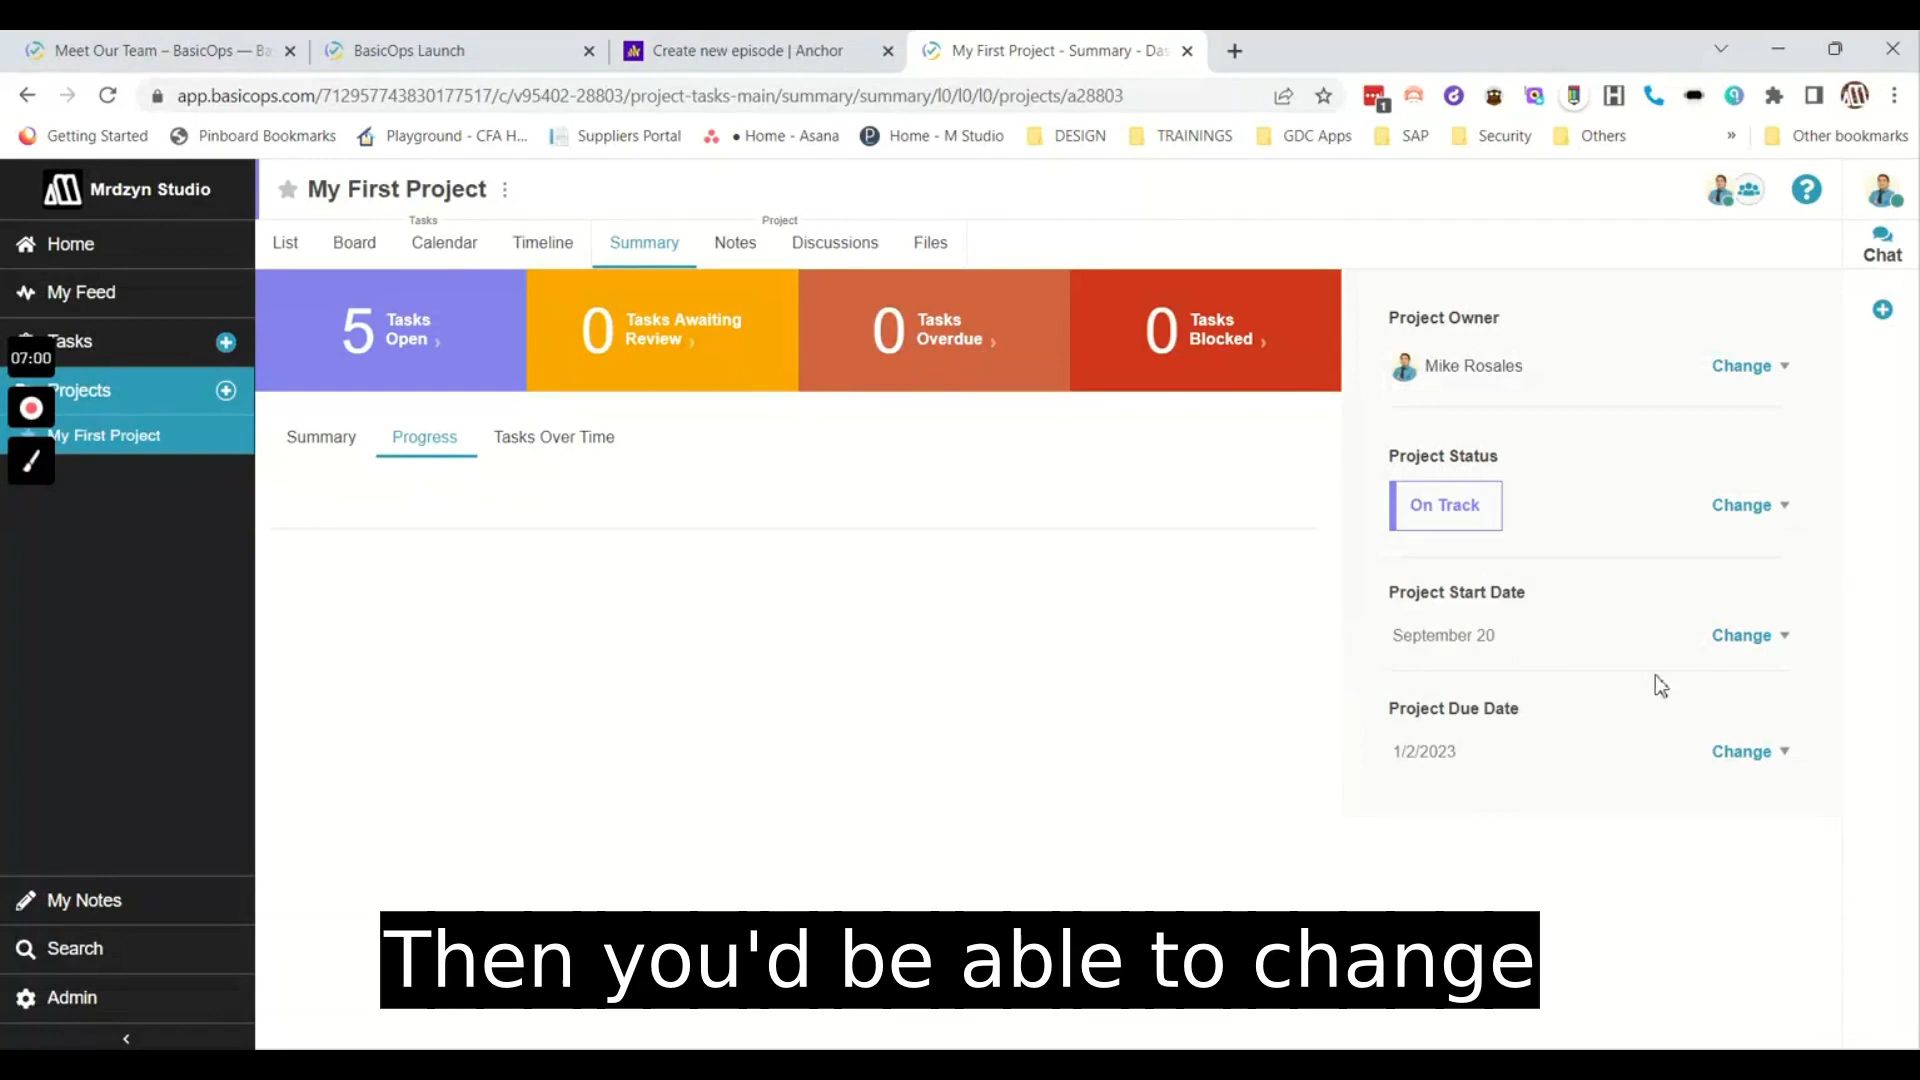 Meet Our Team – BasicOps — Ba
BasicOps Launch
Create new episode | Anchor
My First Project - Summary - Das
app.basicops.com/712957743830177517/c/v95402-28803/project-tasks-main/summary/summary/l0/l0/l0/projects/a28803
1
Getting Started
Pinboard Bookmarks
Playground - CFA H...
Suppliers Portal
• Home - Asana
Home - M Studio
DESIGN
TRAININGS
GDC Apps
SAP
Security
Others
»
Other bookmarks
Mrdzyn Studio
My First Project
?
Tasks
Project
List
Board
Calendar
Timeline
Summary
Notes
Discussions
Files
Chat
Home
My Feed
Tasks
07:00
Projects
My First Project
5 Tasks Open ›
0 Tasks Awaiting Review ›
0 Tasks Overdue ›
0 Tasks Blocked ›
Summary
Progress
Tasks Over Time
Project Owner
Mike Rosales
Change
Project Status
On Track
Change
Project Start Date
September 20
Change
Project Due Date
1/2/2023
Change
My Notes
Search
Admin
Then you'd be able to change